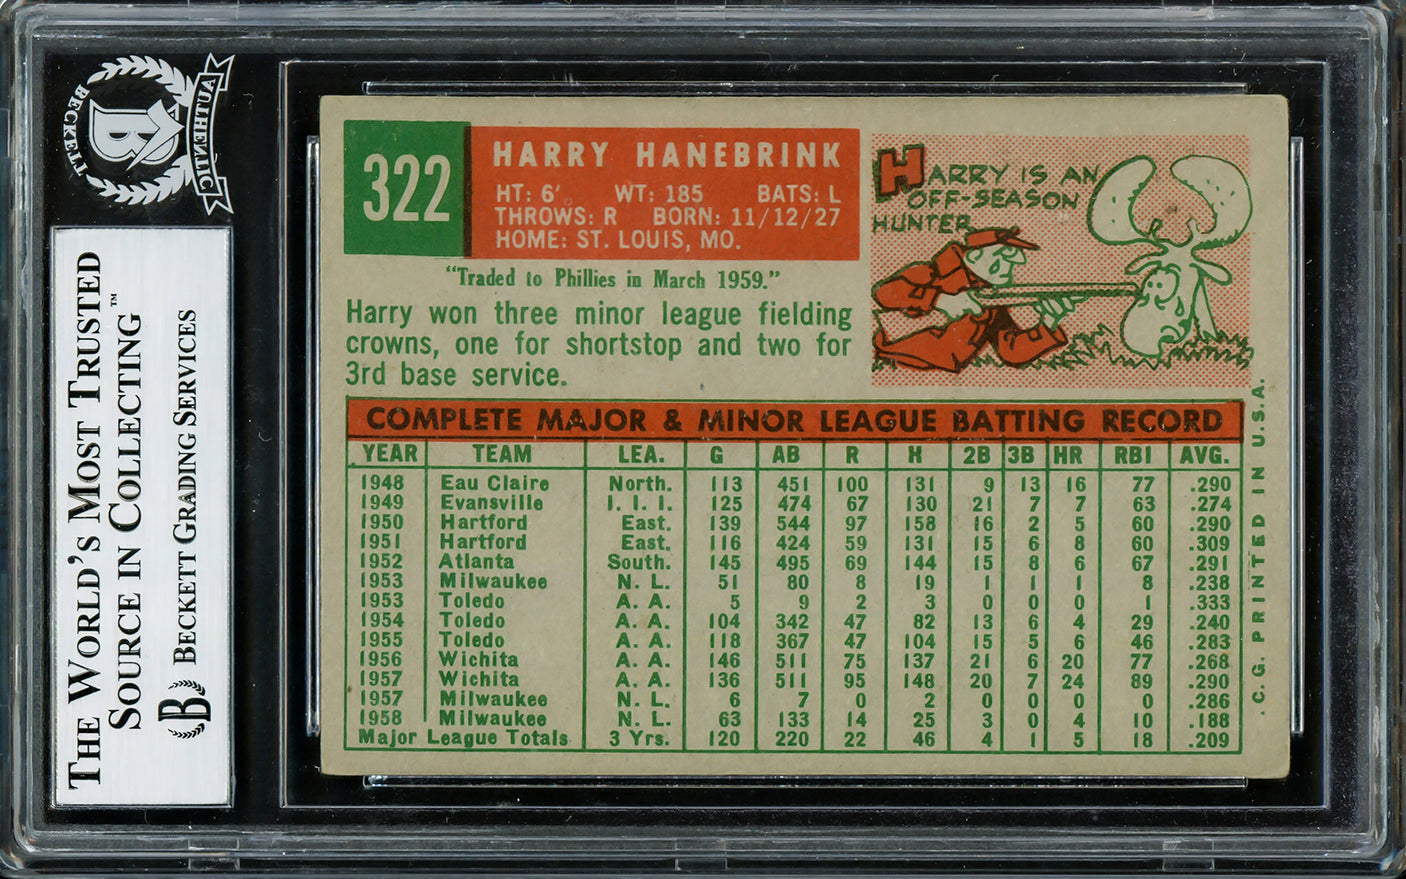 BECKETT
AUTHENTIC
B
THE WORLD'S MOST TRUSTED
SOURCE IN COLLECTING™
B BECKETT GRADING SERVICES
322
HARRY HANEBRINK
HT: 6' WT: 185 BATS: L
THROWS: R BORN: 11/12/27
HOME: ST. LOUIS, MO.
"Traded to Phillies in March 1959."
Harry won three minor league fielding
crowns, one for shortstop and two for
3rd base service.
HARRY IS AN
OFF-SEASON
HUNTER
COMPLETE MAJOR & MINOR LEAGUE BATTING RECORD
YEAR TEAM LEA. G AB R H 2B 3B HR RBI AVG.
1948 Eau Claire North. 113 451 100 131 9 13 16 77 .290
1949 Evansville I. I. I. 125 474 67 130 21 7 7 63 .274
1950 Hartford East. 139 544 97 158 16 2 5 60 .290
1951 Hartford East. 116 424 59 131 15 6 8 60 .309
1952 Atlanta South. 145 495 69 144 15 8 6 67 .291
1953 Milwaukee N. L. 51 80 8 19 1 1 1 8 .238
1953 Toledo A. A. 5 9 2 3 0 0 0 1 .333
1954 Toledo A. A. 104 342 47 82 13 6 4 29 .240
1955 Toledo A. A. 118 367 47 104 15 5 6 46 .283
1956 Wichita A. A. 146 511 75 137 21 6 20 77 .268
1957 Wichita A. A. 136 511 95 148 20 7 24 89 .290
1957 Milwaukee N. L. 6 7 0 2 0 0 0 0 .286
1958 Milwaukee N. L. 63 133 14 25 3 0 4 10 .188
Major League Totals 3 Yrs. 120 220 22 46 4 1 5 18 .209
.C. G. PRINTED IN U.S.A.